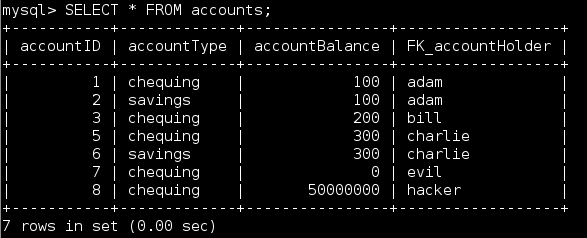 mysql> SELECT * FROM accounts;
+-----------+-------------+----------------+------------------+
| accountID | accountType | accountBalance | FK_accountHolder |
+-----------+-------------+----------------+------------------+
|         1 | chequing    |            100 | adam             |
|         2 | savings     |            100 | adam             |
|         3 | chequing    |            200 | bill             |
|         5 | chequing    |            300 | charlie          |
|         6 | savings     |            300 | charlie          |
|         7 | chequing    |              0 | evil             |
|         8 | chequing    |       50000000 | hacker           |
+-----------+-------------+----------------+------------------+
7 rows in set (0.00 sec)